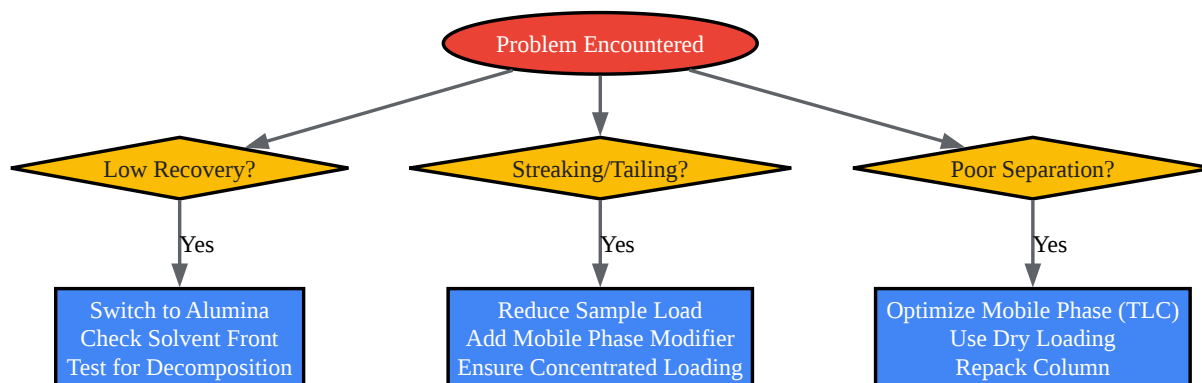 Problem Encountered
Low Recovery?
Streaking/Tailing?
Poor Separation?
Yes
Yes
Yes
Switch to Alumina
Check Solvent Front
Test for Decomposition
Reduce Sample Load
Add Mobile Phase Modifier
Ensure Concentrated Loading
Optimize Mobile Phase (TLC)
Use Dry Loading
Repack Column